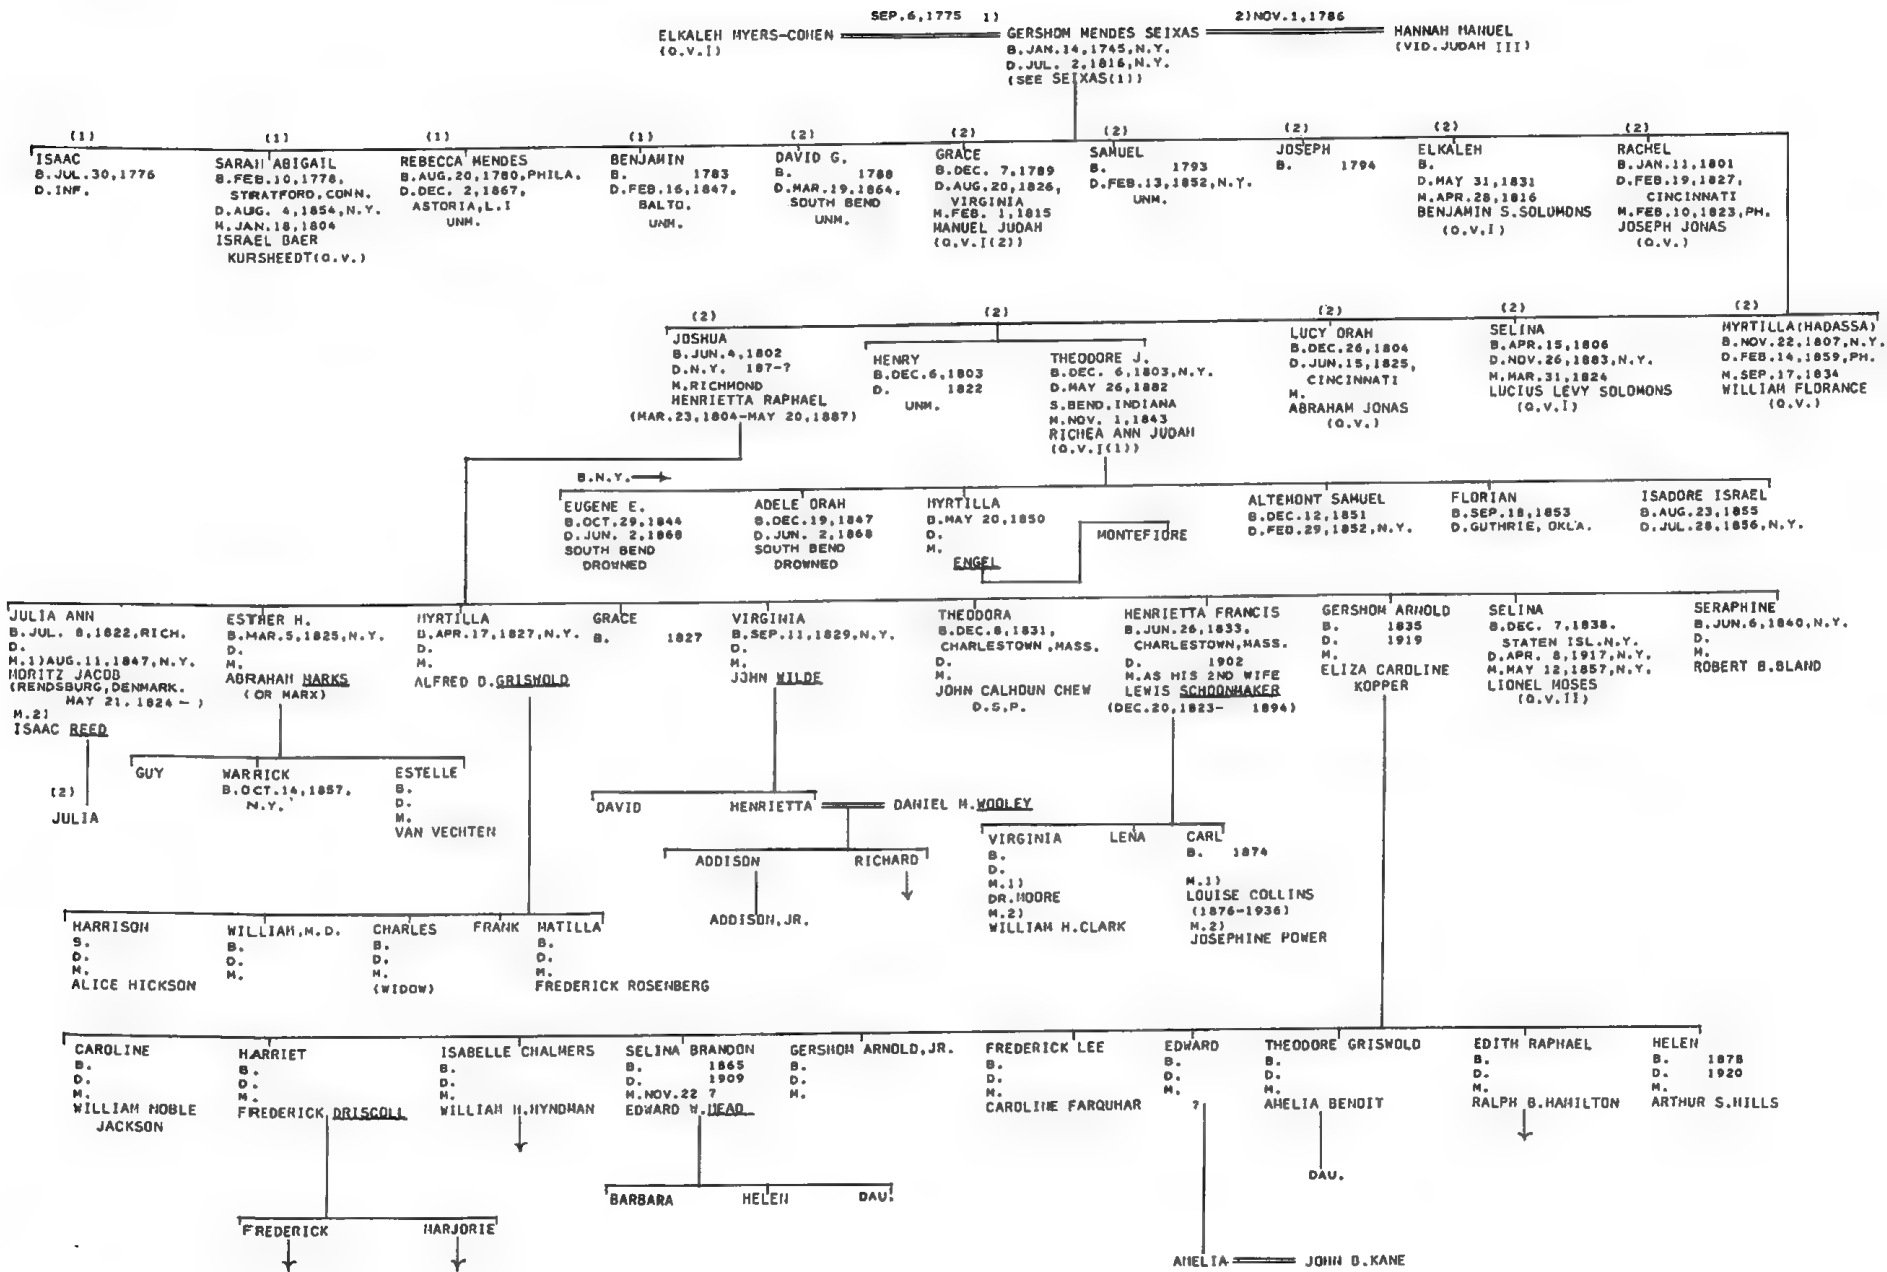 SEP.6,1775 1)
2)NOV.1,1786
ELKALEH MYERS-COHEN
(Q.V.I)
GERSHOM MENDES SEIXAS
B.JAN.14,1745,N.Y.
D.JUL. 2,1816,N.Y.
(SEE SEIXAS(1))
HANNAH MANUEL
(VID.JUDAH III)
(1)
ISAAC
B.JUL.30,1776
D.INF.
(1)
SARAH ABIGAIL
B.FEB.10,1778,
STRATFORD,CONN.
D.AUG. 4,1854,N.Y.
M.JAN.18,1804
ISRAEL BAER
KURSHEEDT(Q.V.)
(1)
REBECCA MENDES
B.AUG.20,1780,PHILA.
D.DEC. 2,1867,
ASTORIA,L.I
UNM.
(1)
BENJAMIN
B. 1783
D.FEB.16,1847,
BALTO.
UNM.
(2)
DAVID G.
B. 1788
D.MAR.19,1864,
SOUTH BEND
UNM.
(2)
GRACE
B.DEC. 7,1789
D.AUG.20,1826,
VIRGINIA
M.FEB. 1,1815
MANUEL JUDAH
(Q.V.I(2))
(2)
SAMUEL
B. 1793
D.FEB.13,1852,N.Y.
UNM.
(2)
JOSEPH
B. 1794
(2)
ELKALEH
B.
D.MAY 31,1831
M.APR.28,1816
BENJAMIN S.SOLOMONS
(Q.V.I)
(2)
RACHEL
B.JAN.11,1801
D.FEB.19,1827,
CINCINNATI
M.FEB.10,1823,PH.
JOSEPH JONAS
(Q.V.)
(2)
JOSHUA
B.JUN.4,1802
D.N.Y. 187-?
M.RICHMOND
HENRIETTA RAPHAEL
(MAR.23,1804-MAY 20,1887)
(2)
HENRY
B.DEC.6,1803
D. 1822
UNM.
THEODORE J.
B.DEC. 6,1803,N.Y.
D.MAY 26,1882
S.BEND,INDIANA
M.NOV. 1,1843
RICHEA ANN JUDAH
(Q.V.I(1))
(2)
LUCY ORAH
B.DEC.26,1804
D.JUN.15,1825,
CINCINNATI
M.
ABRAHAM JONAS
(Q.V.)
(2)
SELINA
B.APR.15,1806
D.NOV.26,1883,N.Y.
M.MAR.31,1824
LUCIUS LEVY SOLOMONS
(Q.V.I)
(2)
MYRTILLA(HADASSA)
B.NOV.22,1807,N.Y.
D.FEB.14,1859,PH.
M.SEP.17,1834
WILLIAM FLORANCE
(Q.V.)
B.N.Y.
EUGENE E.
B.OCT.29,1844
D.JUN. 2,1868
SOUTH BEND
DROWNED
ADELE ORAH
B.DEC.19,1847
D.JUN. 2,1868
SOUTH BEND
DROWNED
MYRTILLA
B.MAY 20,1850
D.
M.
ENGEL
MONTEFIORE
ALTEMONT SAMUEL
B.DEC.12,1851
D.FEB.29,1852,N.Y.
FLORIAN
B.SEP.18,1853
D.GUTHRIE, OKLA.
ISADORE ISRAEL
B.AUG.23,1855
D.JUL.28,1856,N.Y.
JULIA ANN
B.JUL. 8,1822,RICH.
D.
M.1)AUG.11,1847,N.Y.
MORITZ JACOB
(RENDSBURG,DENMARK.
MAY 21, 1824 - )
M.2)
ISAAC REED
(2)
JULIA
ESTHER H.
B.MAR.5,1825,N.Y.
D.
M.
ABRAHAM MARKS
(OR MARX)
MYRTILLA
B.APR.17,1827,N.Y.
D.
M.
ALFRED D.GRISWOLD
GRACE
B. 1827
VIRGINIA
B.SEP.11,1829,N.Y.
D.
M.
JOHN WILDE
THEODORA
B.DEC.8,1831,
CHARLESTOWN,MASS.
D.
M.
JOHN CALHOUN CHEW
D.S.P.
HENRIETTA FRANCIS
B.JUN.26,1833,
CHARLESTOWN,MASS.
D. 1902
M.AS HIS 2ND WIFE
LEWIS SCHOONMAKER
(DEC.20,1823- 1894)
GERSHOM ARNOLD
B. 1835
D. 1919
M.
ELIZA CAROLINE
KOPPER
SELINA
B.DEC. 7,1838.
STATEN ISL.N.Y.
D.APR. 8,1917,N.Y.
M.MAY 12,1857,N.Y.
LIONEL MOSES
(Q.V.II)
SERAPHINE
B.JUN.6,1840,N.Y.
D.
M.
ROBERT B.BLAND
GUY
WARRICK
B.OCT.14,1857,
N.Y.
ESTELLE
B.
D.
M.
VAN VECHTEN
DAVID
HENRIETTA
DANIEL M.WOOLEY
ADDISON
RICHARD
ADDISON,JR.
VIRGINIA
B.
D.
M.1)
DR.MOORE
M.2)
WILLIAM H.CLARK
LENA
CARL
B. 1874
M.1)
LOUISE COLLINS
(1876-1936)
M.2)
JOSEPHINE POWER
HARRISON
S.
D.
M.
ALICE HICKSON
WILLIAM,M.D.
B.
D.
M.
CHARLES
B.
D.
M.
(WIDOW)
FRANK
MATILLA
B.
D.
M.
FREDERICK ROSENBERG
CAROLINE
B.
D.
M.
WILLIAM NOBLE
JACKSON
HARRIET
B.
D.
M.
FREDERICK DRISCOLL
ISABELLE CHALMERS
B.
D.
M.
WILLIAM H.HYNDMAN
SELINA BRANDON
B. 1865
D. 1909
M.NOV.22 ?
EDWARD W.MEAD
GERSHOM ARNOLD,JR.
B.
D.
M.
FREDERICK LEE
B.
D.
M.
CAROLINE FARQUHAR
EDWARD
B.
D.
M.
?
THEODORE GRISWOLD
B.
D.
M.
AMELIA BENOIT
EDITH RAPHAEL
B.
D.
M.
RALPH B.HAMILTON
HELEN
B. 1878
D. 1920
M.
ARTHUR S.HILLS
DAU.
BARBARA
HELEN
DAU.
FREDERICK
MARJORIE
AMELIA
JOHN B.KANE